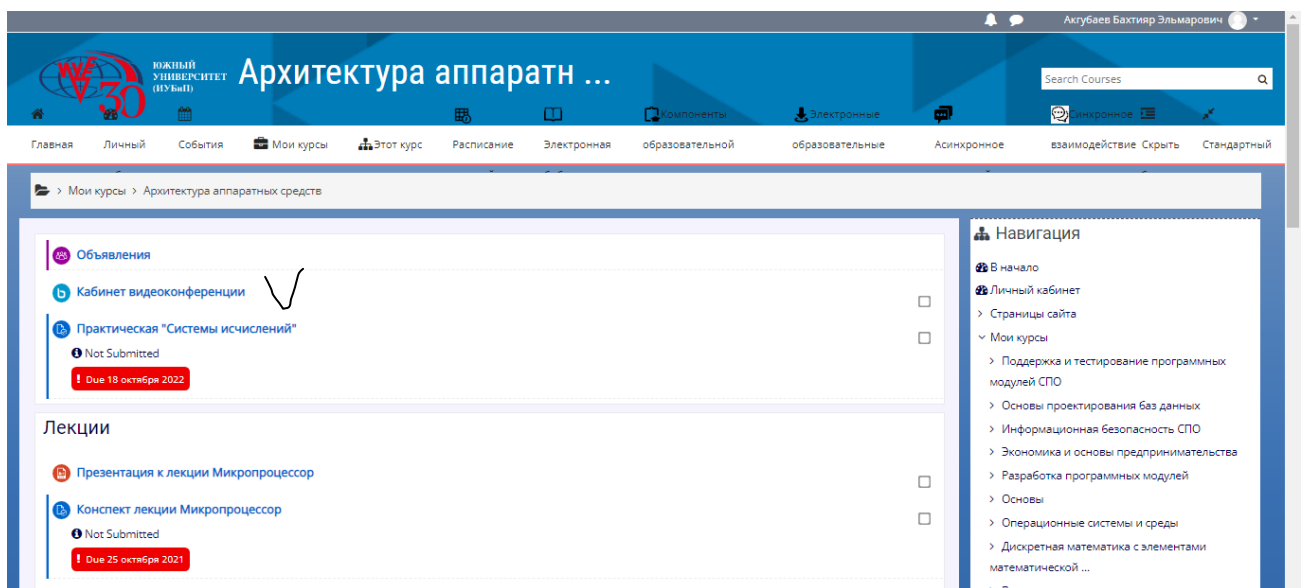 Акгубаев Бахтияр Эльмарович
ЮЖНЫЙ
УНИВЕРСИТЕТ
(ИУБиП)
30
Архитектура аппаратн ...
Search Courses
Компоненты
Электронные
Синхронное
Главная Личный События Мои курсы Этот курс Расписание Электронная образовательной образовательные Асинхронное взаимодействие Скрыть Стандартный
> Мои курсы > Архитектура аппаратных средств
Объявления
Кабинет видеоконференции
Практическая "Системы исчислений"
Not Submitted
! Due 18 октября 2022
Лекции
Презентация к лекции Микропроцессор
Конспект лекции Микропроцессор
Not Submitted
! Due 25 октября 2021
Навигация
В начало
Личный кабинет
Страницы сайта
Мои курсы
Поддержка и тестирование программных
модулей СПО
Основы проектирования баз данных
Информационная безопасность СПО
Экономика и основы предпринимательства
Разработка программных модулей
Основы
Операционные системы и среды
Дискретная математика с элементами
математической ...